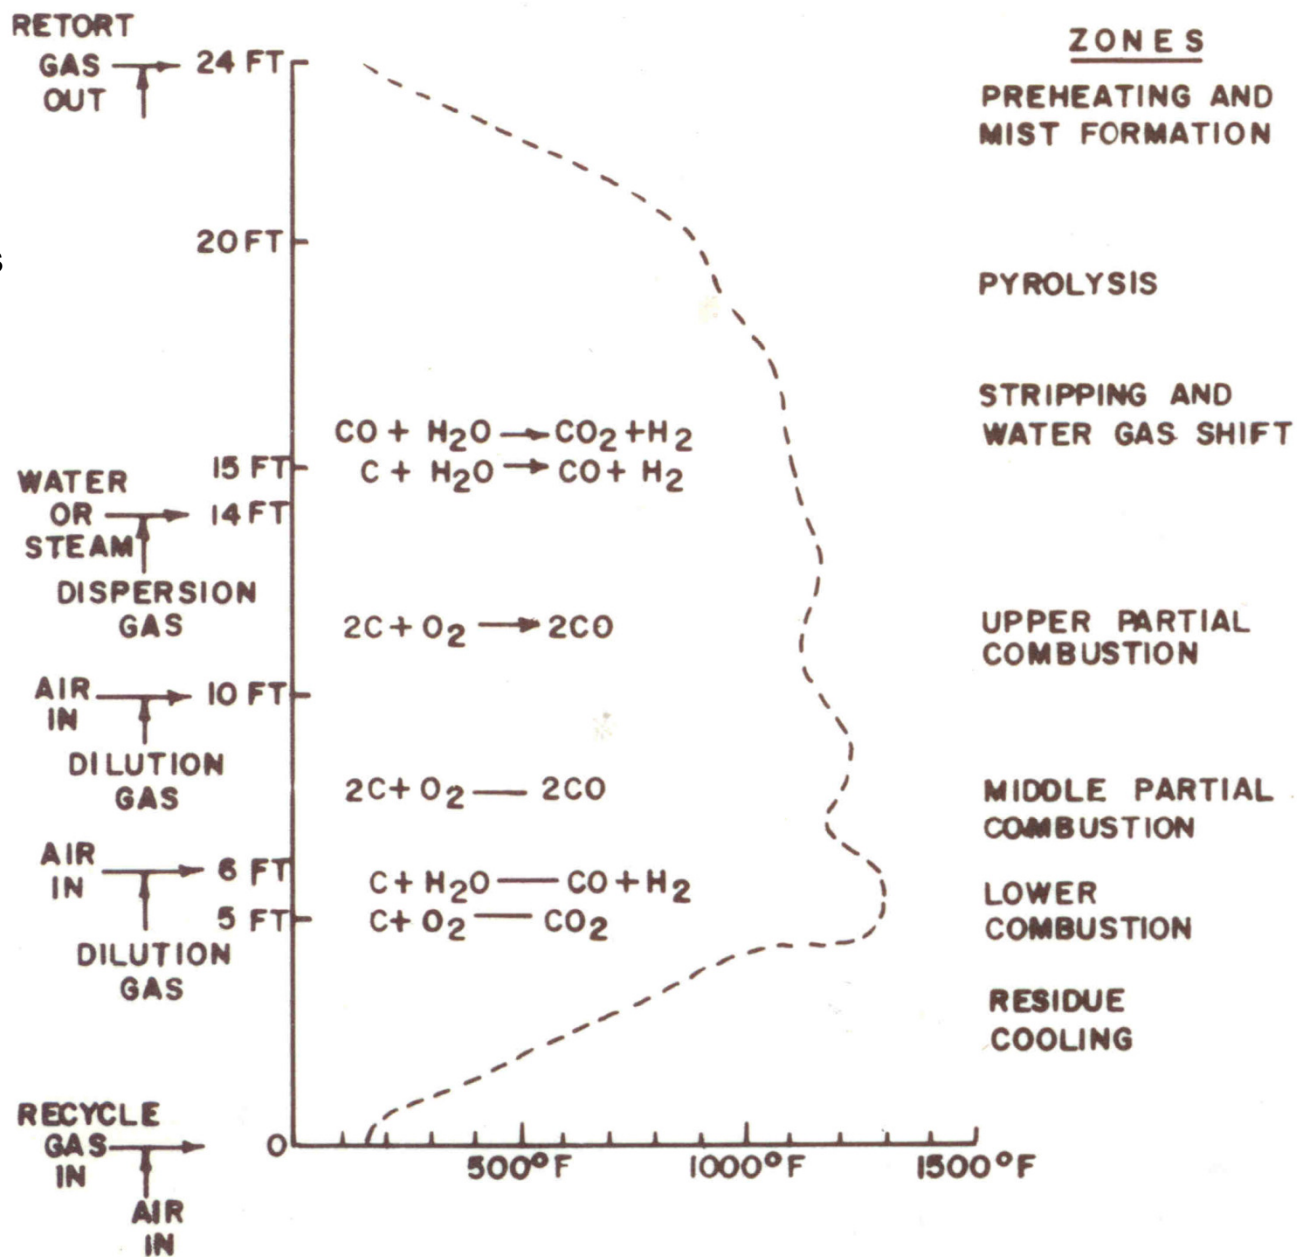 RETORT
GAS
OUT
24 FT
20 FT
S
15 FT
WATER
OR
STEAM
14 FT
DISPERSION
GAS
AIR
IN
10 FT
DILUTION
GAS
AIR
IN
6 FT
5 FT
DILUTION
GAS
RECYCLE
GAS
IN
0
AIR
IN
CO + H2O → CO2 + H2
C + H2O → CO + H2
2C + O2 → 2CO
2C + O2 — 2CO
C + H2O — CO + H2
C + O2 — CO2
500°F
1000°F
1500°F
ZONES
PREHEATING AND
MIST FORMATION
PYROLYSIS
STRIPPING AND
WATER GAS SHIFT
UPPER PARTIAL
COMBUSTION
MIDDLE PARTIAL
COMBUSTION
LOWER
COMBUSTION
RESIDUE
COOLING